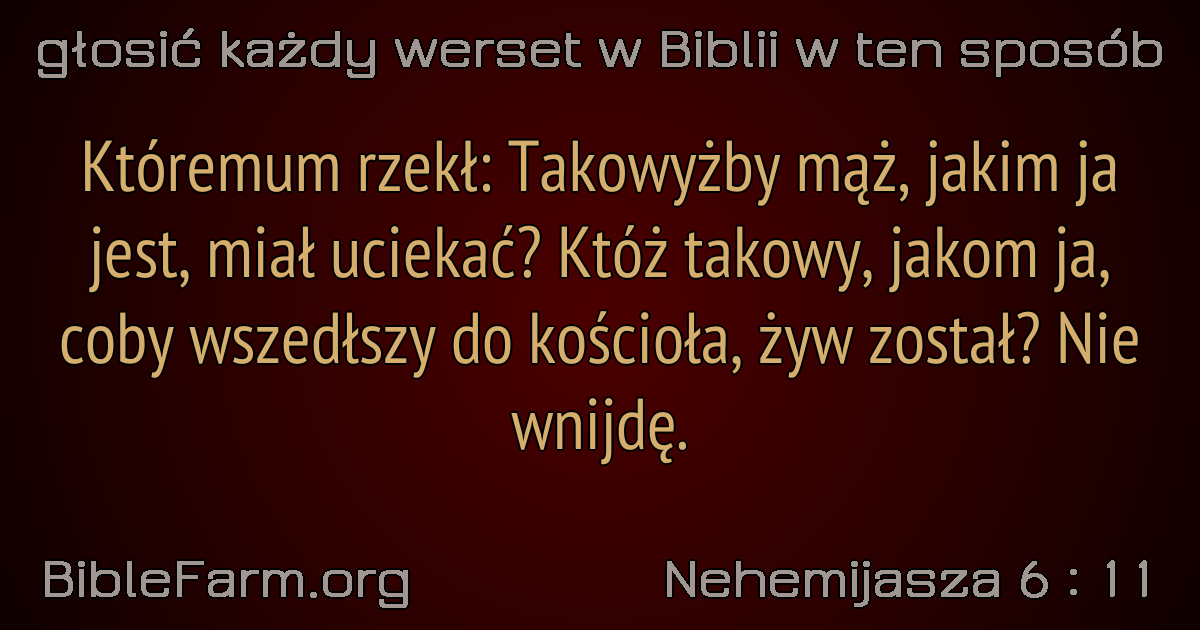 głosić każdy werset w Biblii w ten sposób
Któremum rzekł: Takowyżby mąż, jakim ja
jest, miał uciekać? Któż takowy, jakom ja,
coby wszedłszy do kościoła, żyw został? Nie
wnijdę.
BibleFarm.org
Nehemijasza 6 : 11